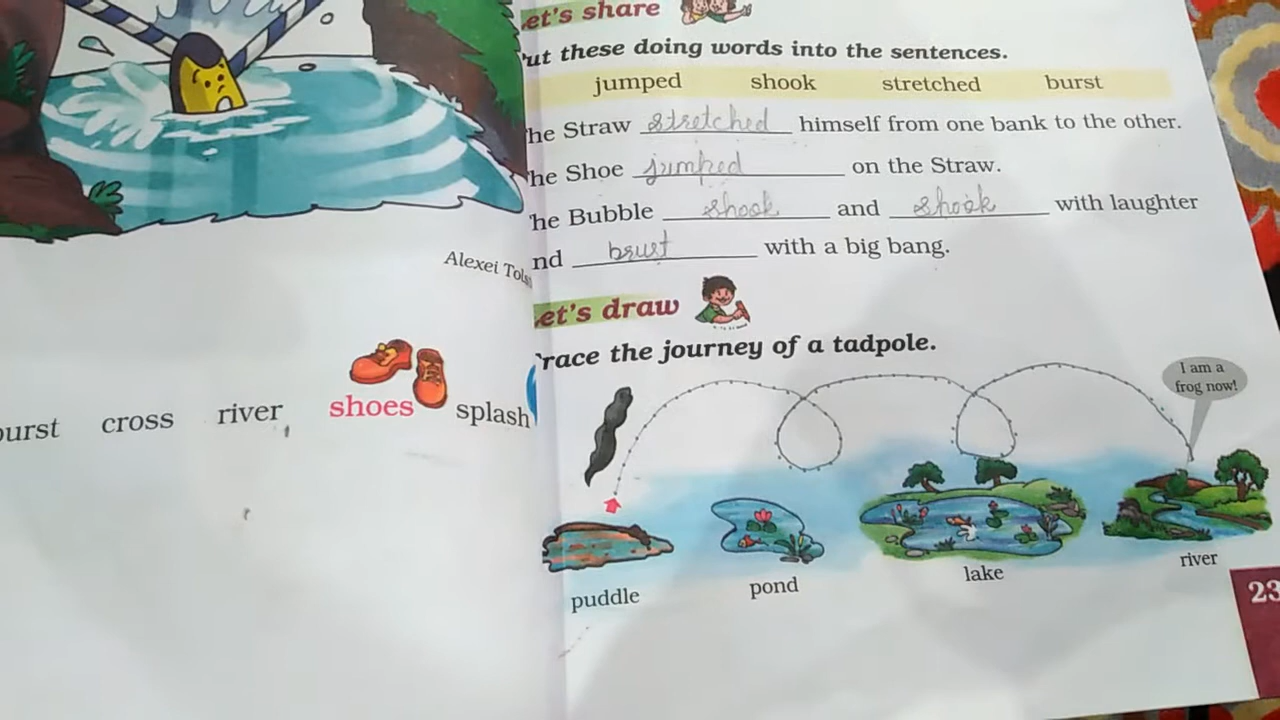 Alexei Tols
burst cross river shoes splash
et's share
ut these doing words into the sentences.
jumped shook stretched burst
he Straw stretched himself from one bank to the other.
he Shoe jumped on the Straw.
he Bubble shook and shook with laughter
nd brust with a big bang.
et's draw
race the journey of a tadpole.
I am a
frog now!
puddle pond lake river
23